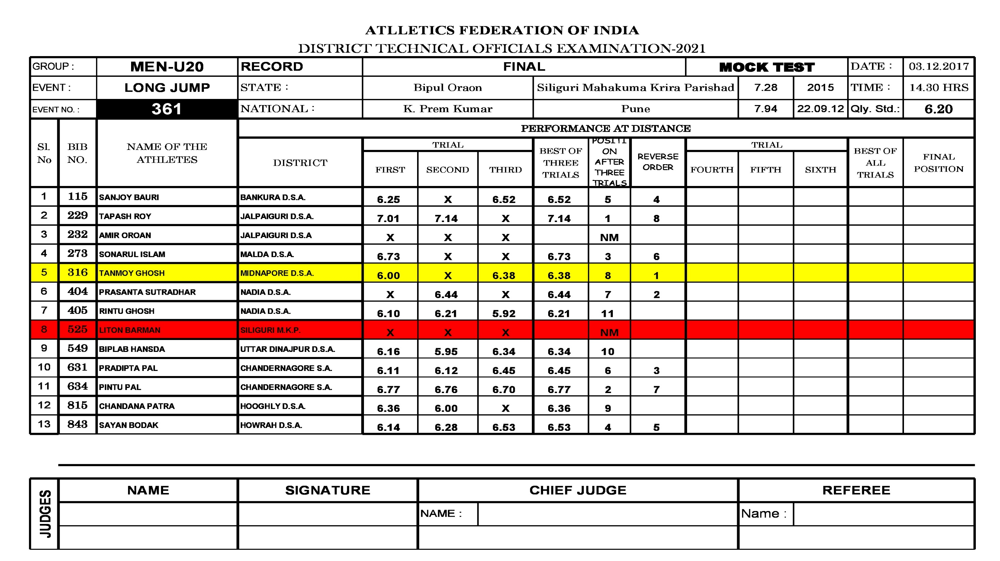 ATLLETICS FEDERATION OF INDIA
DISTRICT TECHNICAL OFFICIALS EXAMINATION-2021
GROUP : MEN-U20 RECORD FINAL MOCK TEST DATE : 03.12.2017
EVENT : LONG JUMP STATE : Bipul Oraon Siliguri Mahakuma Krira Parishad 7.28 2015 TIME : 14.30 HRS
EVENT NO. : 361 NATIONAL : K. Prem Kumar Pune 7.94 22.09.12 Qly. Std.: 6.20
PERFORMANCE AT DISTANCE
Sl. No BIB NO. NAME OF THE ATHLETES DISTRICT TRIAL FIRST SECOND THIRD BEST OF THREE TRIALS POSITI ON AFTER THREE TRIALS REVERSE ORDER TRIAL FOURTH FIFTH SIXTH BEST OF ALL TRIALS FINAL POSITION
1 115 SANJOY BAURI BANKURA D.S.A. 6.25 X 6.52 6.52 5 4
2 229 TAPASH ROY JALPAIGURI D.S.A. 7.01 7.14 X 7.14 1 8
3 232 AMIR OROAN JALPAIGURI D.S.A X X X NM
4 273 SONARUL ISLAM MALDA D.S.A. 6.73 X X 6.73 3 6
5 316 TANMOY GHOSH MIDNAPORE D.S.A. 6.00 X 6.38 6.38 8 1
6 404 PRASANTA SUTRADHAR NADIA D.S.A. X 6.44 X 6.44 7 2
7 405 RINTU GHOSH NADIA D.S.A. 6.10 6.21 5.92 6.21 11
8 525 LITON BARMAN SILIGURI M.K.P. X X X NM
9 549 BIPLAB HANSDA UTTAR DINAJPUR D.S.A. 6.16 5.95 6.34 6.34 10
10 631 PRADIPTA PAL CHANDERNAGORE S.A. 6.11 6.12 6.45 6.45 6 3
11 634 PINTU PAL CHANDERNAGORE S.A. 6.77 6.76 6.70 6.77 2 7
12 815 CHANDANA PATRA HOOGHLY D.S.A. 6.36 6.00 X 6.36 9
13 843 SAYAN BODAK HOWRAH D.S.A. 6.14 6.28 6.53 6.53 4 5
JUDGES NAME SIGNATURE CHIEF JUDGE REFEREE
NAME : Name :